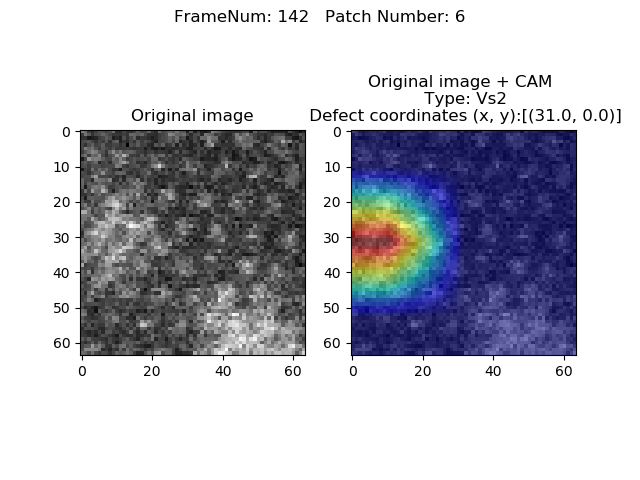 FrameNum: 142   Patch Number: 6
Original image
0
10
20
30
40
50
60
0 20 40 60
Original image + CAM
Type: Vs2
Defect coordinates (x, y):[(31.0, 0.0)]
0
10
20
30
40
50
60
0 20 40 60